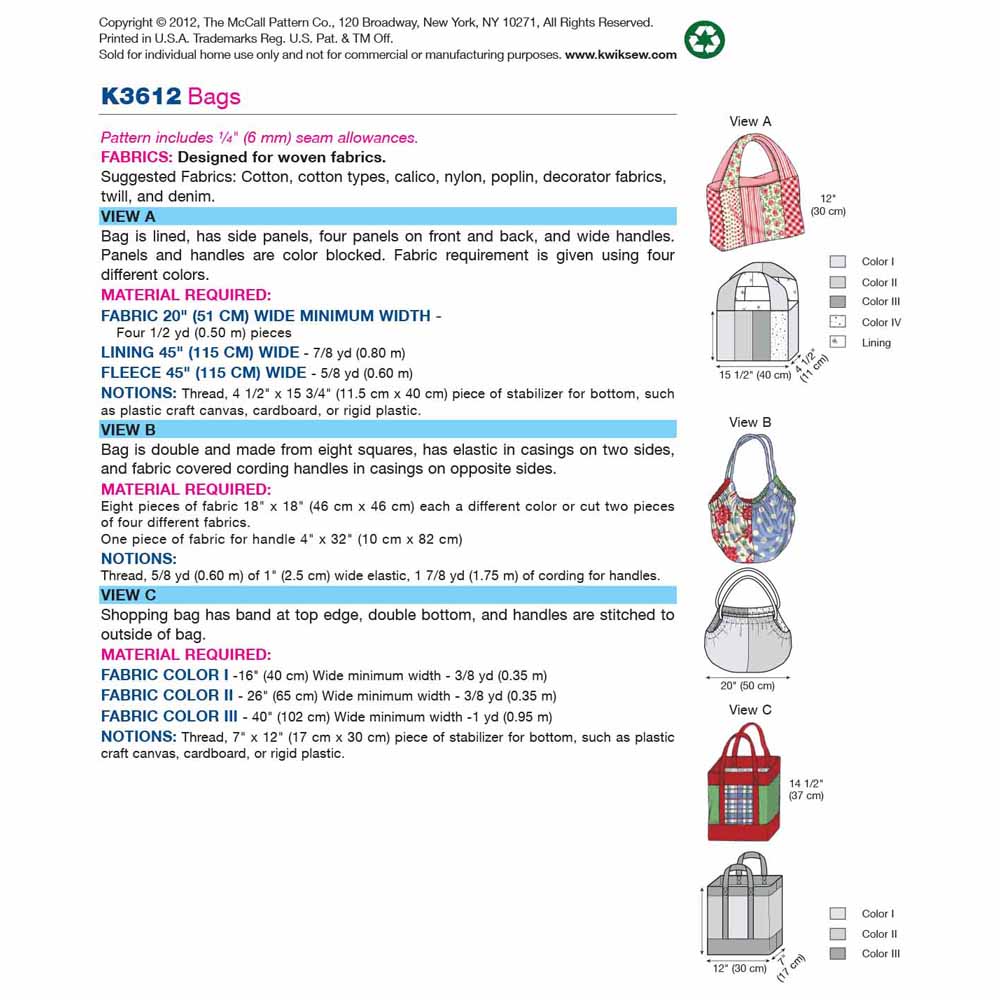 Copyright © 2012, The McCall Pattern Co., 120 Broadway, New York, NY 10271, All Rights Reserved.
Printed in U.S.A. Trademarks Reg. U.S. Pat. & TM Off.
Sold for individual home use only and not for commercial or manufacturing purposes. www.kwiksew.com
K3612 Bags
Pattern includes ¼" (6 mm) seam allowances.
FABRICS: Designed for woven fabrics.
Suggested Fabrics: Cotton, cotton types, calico, nylon, poplin, decorator fabrics,
twill, and denim.
VIEW A
Bag is lined, has side panels, four panels on front and back, and wide handles.
Panels and handles are color blocked. Fabric requirement is given using four
different colors.
MATERIAL REQUIRED:
FABRIC 20" (51 CM) WIDE MINIMUM WIDTH -
Four 1/2 yd (0.50 m) pieces
LINING 45" (115 CM) WIDE - 7/8 yd (0.80 m)
FLEECE 45" (115 CM) WIDE - 5/8 yd (0.60 m)
NOTIONS: Thread, 4 1/2" x 15 3/4" (11.5 cm x 40 cm) piece of stabilizer for bottom, such
as plastic craft canvas, cardboard, or rigid plastic.
VIEW B
Bag is double and made from eight squares, has elastic in casings on two sides,
and fabric covered cording handles in casings on opposite sides.
MATERIAL REQUIRED:
Eight pieces of fabric 18" x 18" (46 cm x 46 cm) each a different color or cut two pieces
of four different fabrics.
One piece of fabric for handle 4" x 32" (10 cm x 82 cm)
NOTIONS:
Thread, 5/8 yd (0.60 m) of 1" (2.5 cm) wide elastic, 1 7/8 yd (1.75 m) of cording for handles.
VIEW C
Shopping bag has band at top edge, double bottom, and handles are stitched to
outside of bag.
MATERIAL REQUIRED:
FABRIC COLOR I -16" (40 cm) Wide minimum width - 3/8 yd (0.35 m)
FABRIC COLOR II - 26" (65 cm) Wide minimum width - 3/8 yd (0.35 m)
FABRIC COLOR III - 40" (102 cm) Wide minimum width -1 yd (0.95 m)
NOTIONS: Thread, 7" x 12" (17 cm x 30 cm) piece of stabilizer for bottom, such as plastic
craft canvas, cardboard, or rigid plastic.
View A
12"
(30 cm)
Color I
Color II
Color III
Color IV
Lining
15 1/2" (40 cm)
4 1/2"
(11 cm)
View B
20" (50 cm)
View C
14 1/2"
(37 cm)
Color I
Color II
Color III
12" (30 cm)
7"
(17 cm)